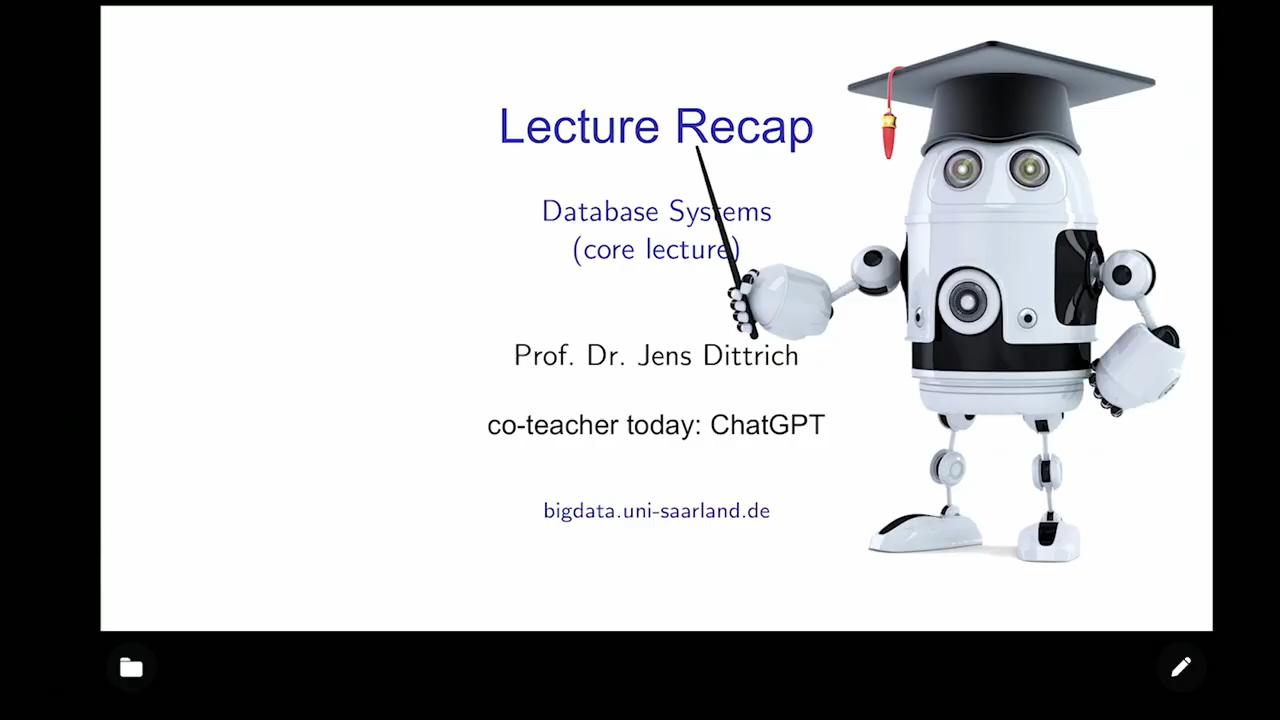 Lecture Recap
Database Systems
(core lecture)
Prof. Dr. Jens Dittrich
co-teacher today: ChatGPT
bigdata.uni-saarland.de